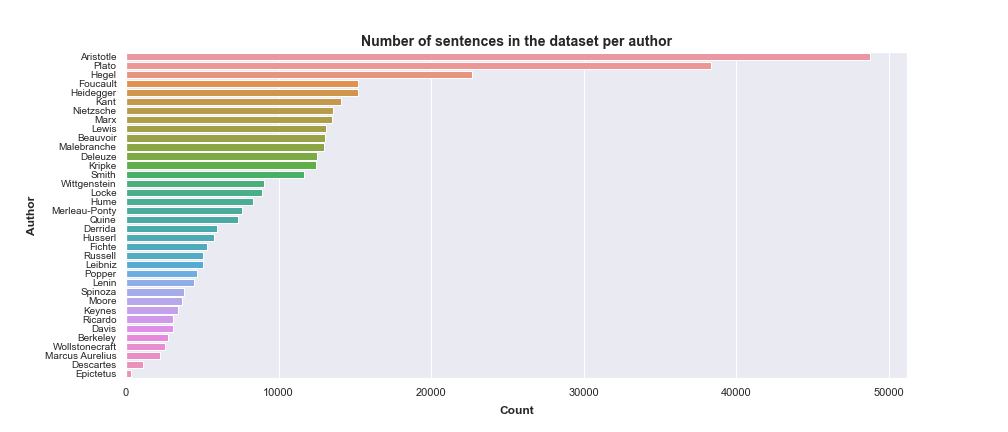 Number of sentences in the dataset per author
Aristotle
Plato
Hegel
Foucault
Heidegger
Kant
Nietzsche
Marx
Lewis
Beauvoir
Malebranche
Deleuze
Kripke
Smith
Wittgenstein
Locke
Hume
Merleau-Ponty
Quine
Derrida
Husserl
Fichte
Russell
Leibniz
Popper
Lenin
Spinoza
Moore
Keynes
Ricardo
Davis
Berkeley
Wollstonecraft
Marcus Aurelius
Descartes
Epictetus
Author
0 10000 20000 30000 40000 50000
Count